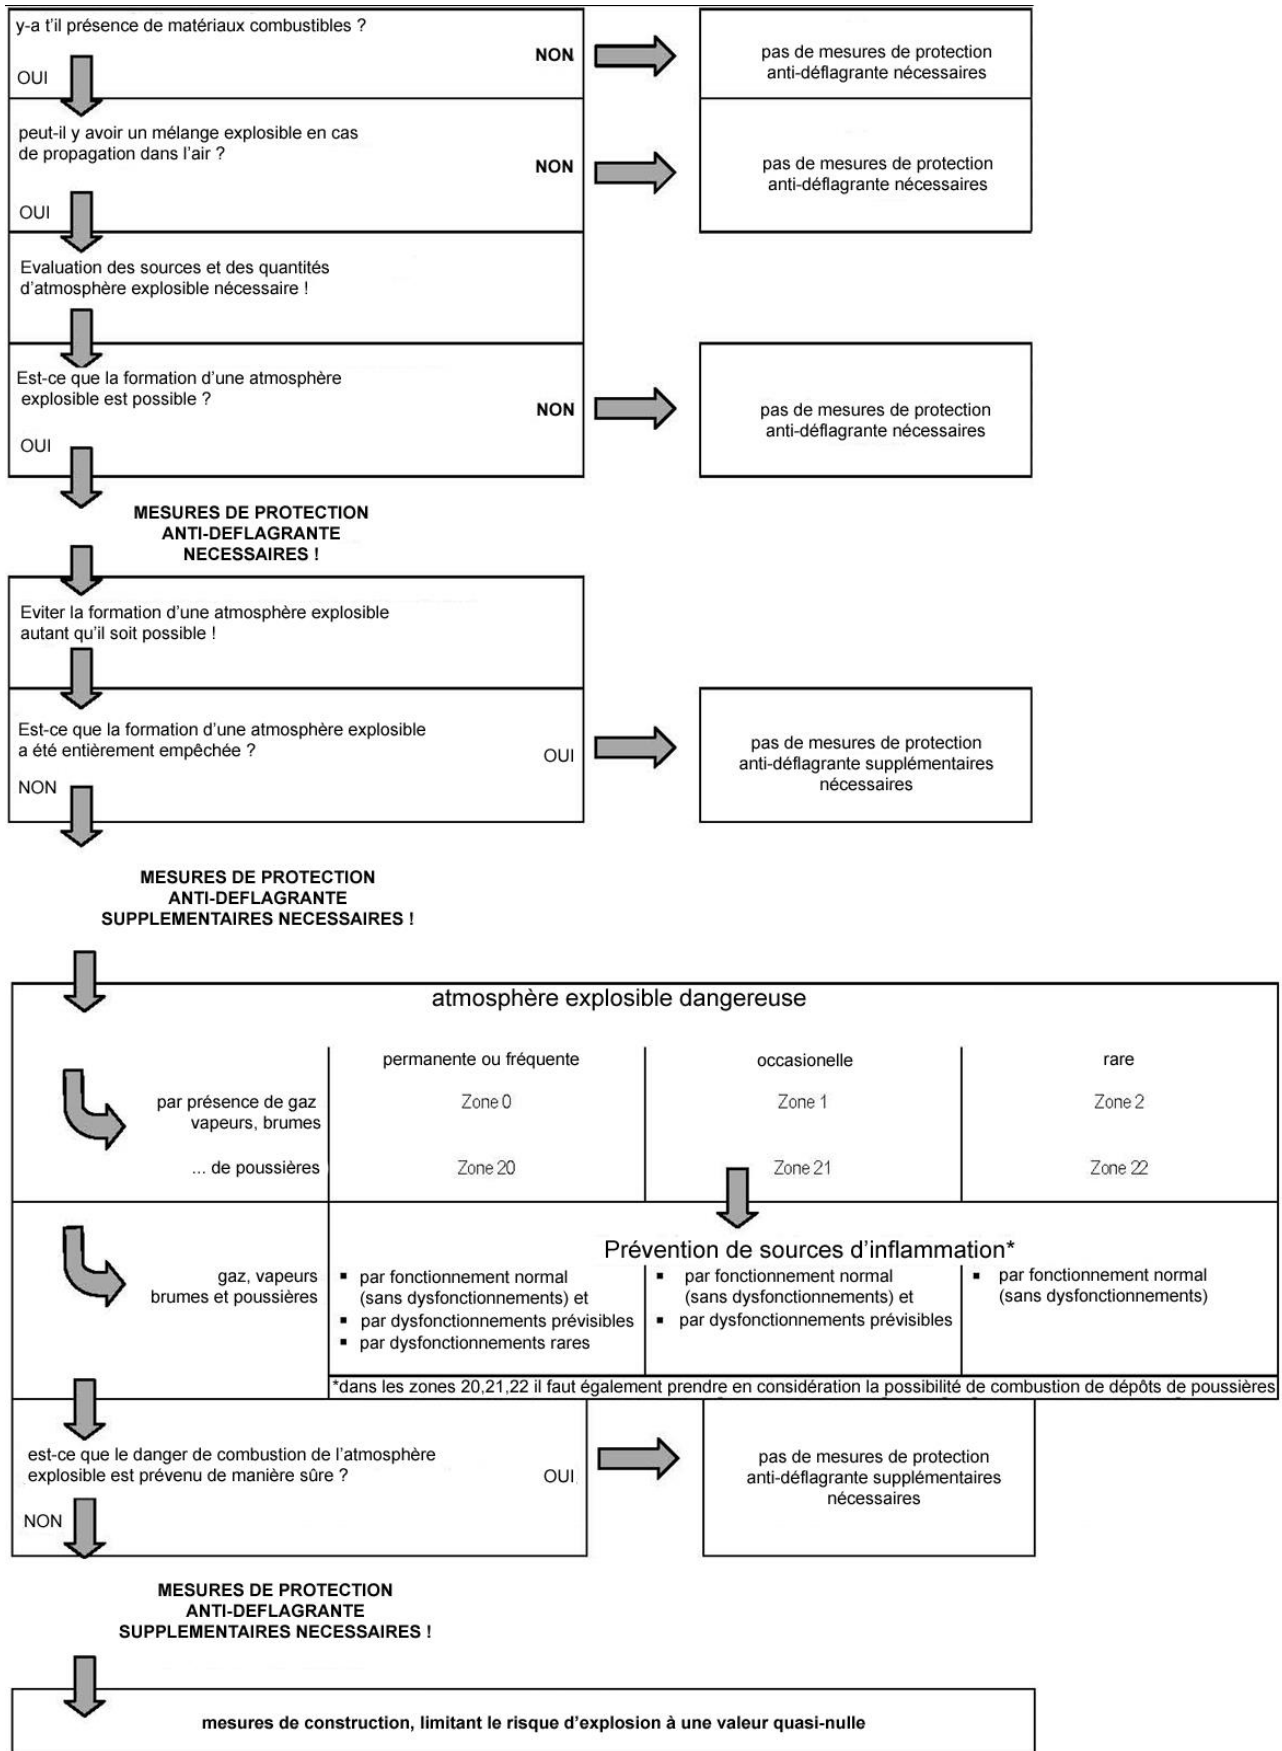 y-a t'il présence de matériaux combustibles ?
NON
pas de mesures de protection
anti-déflagrante nécessaires
OUI
peut-il y avoir un mélange explosible en cas
de propagation dans l'air ?
NON
pas de mesures de protection
anti-déflagrante nécessaires
OUI
Evaluation des sources et des quantités
d'atmosphère explosible nécessaire !
Est-ce que la formation d'une atmosphère
explosible est possible ?
NON
pas de mesures de protection
anti-déflagrante nécessaires
OUI
MESURES DE PROTECTION
ANTI-DEFLAGRANTE
NECESSAIRES !
Eviter la formation d'une atmosphère explosible
autant qu'il soit possible !
Est-ce que la formation d'une atmosphère explosible
a été entièrement empêchée ?
OUI
pas de mesures de protection
anti-déflagrante supplémentaires
nécessaires
NON
MESURES DE PROTECTION
ANTI-DEFLAGRANTE
SUPPLEMENTAIRES NECESSAIRES !
atmosphère explosible dangereuse
permanente ou fréquente
occasionelle
rare
par présence de gaz
vapeurs, brumes
Zone 0
Zone 1
Zone 2
... de poussières
Zone 20
Zone 21
Zone 22
Prévention de sources d'inflammation*
gaz, vapeurs
brumes et poussières
▪ par fonctionnement normal
(sans dysfonctionnements) et
▪ par dysfonctionnements prévisibles
▪ par dysfonctionnements rares
▪ par fonctionnement normal
(sans dysfonctionnements) et
▪ par dysfonctionnements prévisibles
▪ par fonctionnement normal
(sans dysfonctionnements)
*dans les zones 20,21,22 il faut également prendre en considération la possibilité de combustion de dépôts de poussières
est-ce que le danger de combustion de l'atmosphère
explosible est prévenu de manière sûre ?
OUI
pas de mesures de protection
anti-déflagrante supplémentaires
nécessaires
NON
MESURES DE PROTECTION
ANTI-DEFLAGRANTE
SUPPLEMENTAIRES NECESSAIRES !
mesures de construction, limitant le risque d'explosion à une valeur quasi-nulle